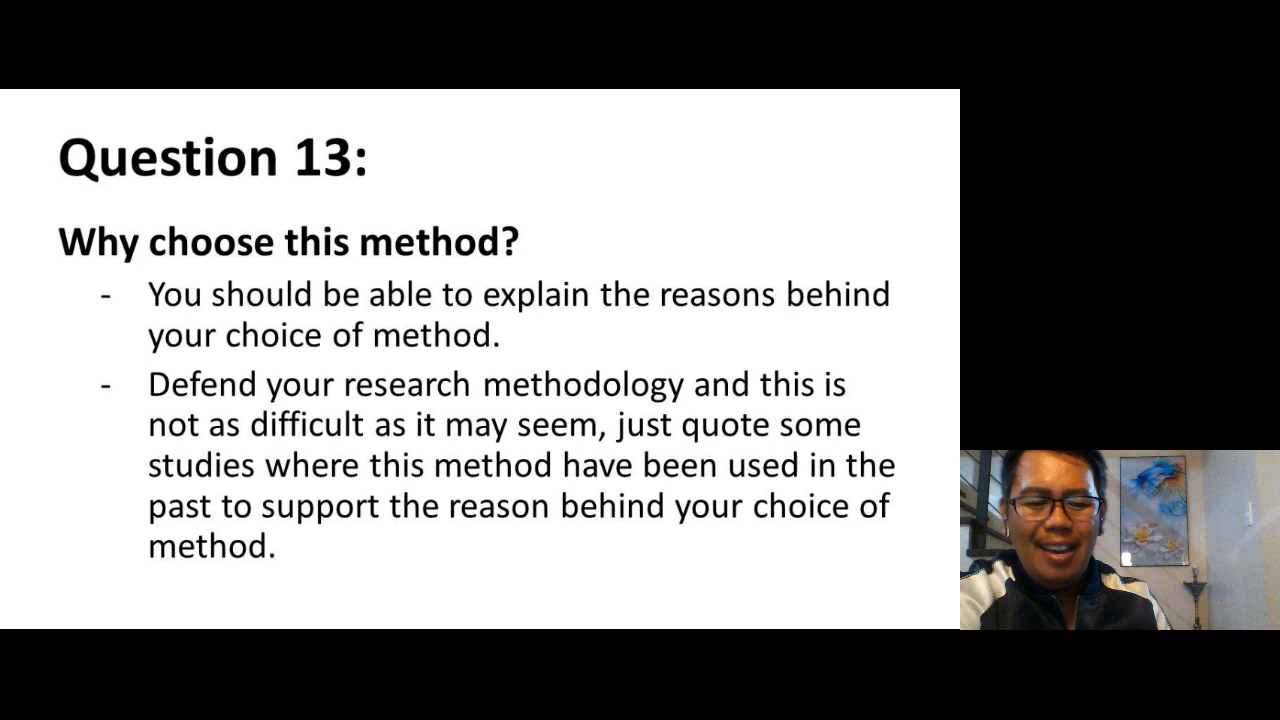 Question 13:
Why choose this method?
- You should be able to explain the reasons behind
your choice of method.
- Defend your research methodology and this is
not as difficult as it may seem, just quote some
studies where this method have been used in the
past to support the reason behind your choice of
method.